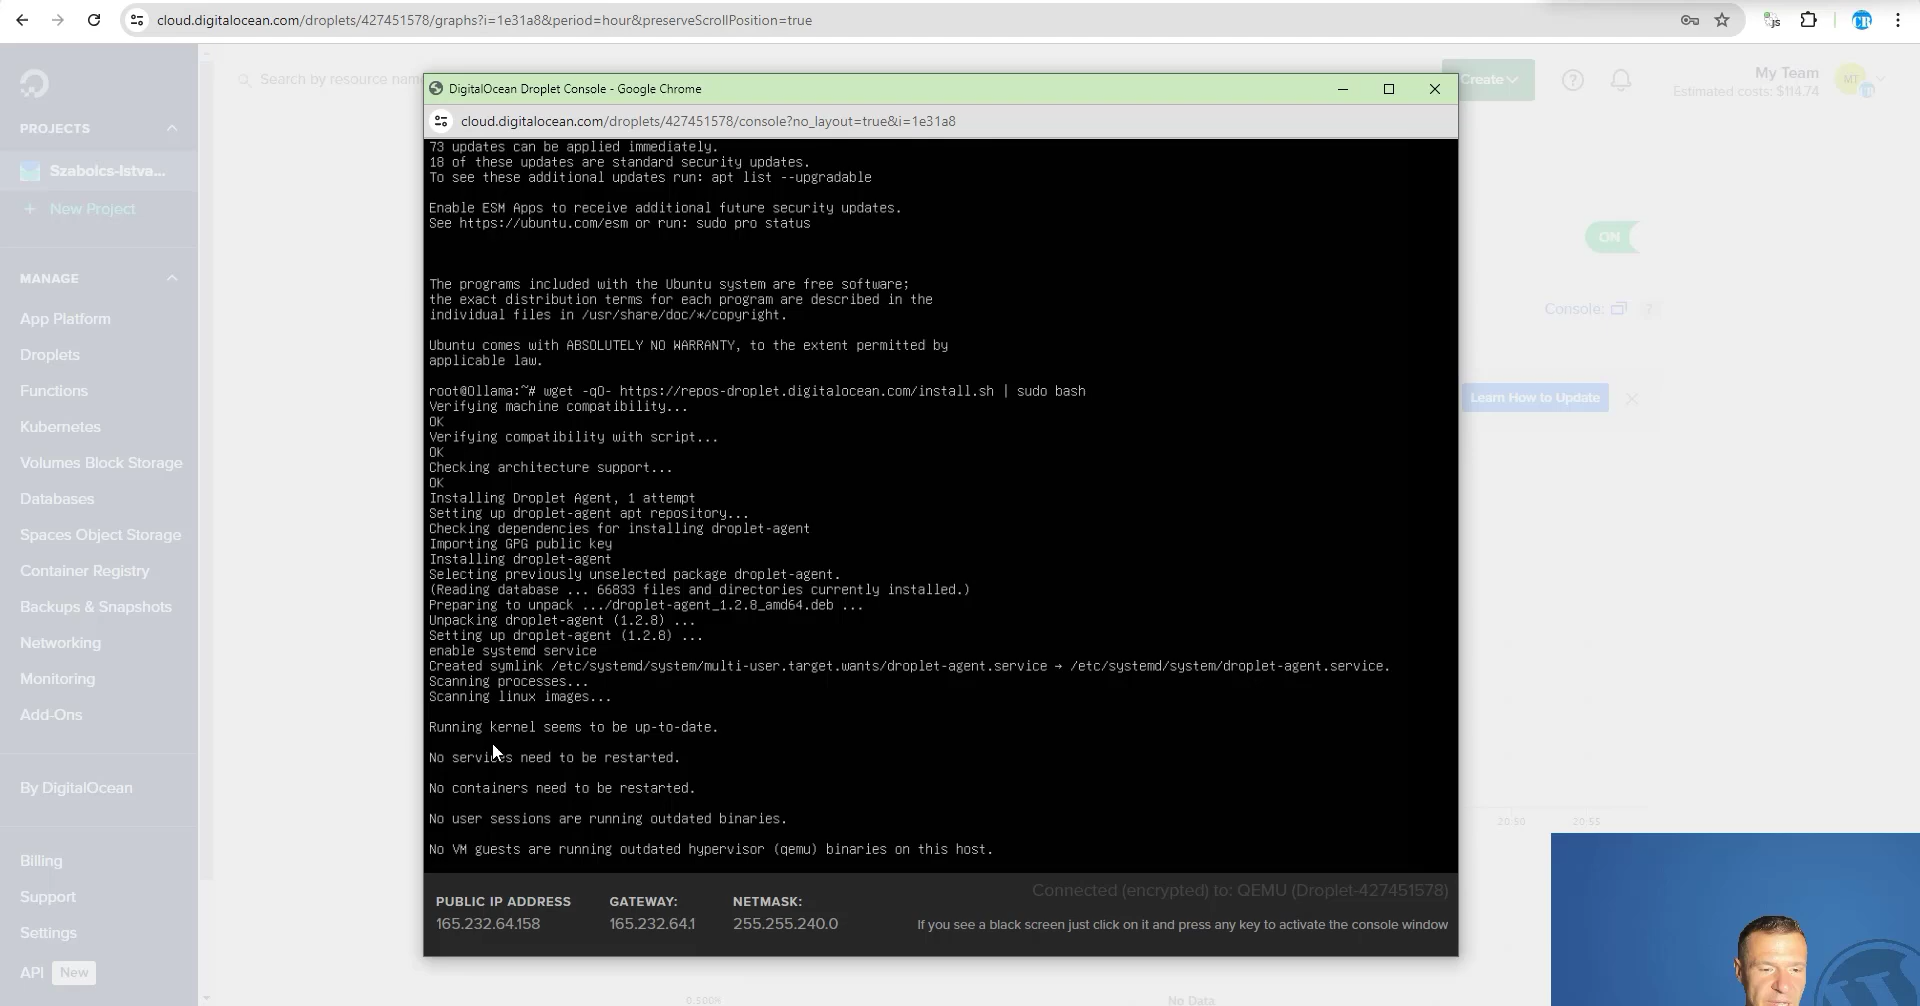 cloud.digitalocean.com/droplets/427451578/graphs?i=1e31a8&period=hour&preserveScrollPosition=true
js
CR
Search by resource nam
Create
My Team
Estimated costs: $114.74
MT
PROJECTS
Szabolcs-Istva...
+ New Project
MANAGE
App Platform
Droplets
Functions
Kubernetes
Volumes Block Storage
Databases
Spaces Object Storage
Container Registry
Backups & Snapshots
Networking
Monitoring
Add-Ons
By DigitalOcean
Billing
Support
Settings
API New
DigitalOcean Droplet Console - Google Chrome
cloud.digitalocean.com/droplets/427451578/console?no_layout=true&i=1e31a8
73 updates can be applied immediately.
18 of these updates are standard security updates.
To see these additional updates run: apt list --upgradable
Enable ESM Apps to receive additional future security updates.
See https://ubuntu.com/esm or run: sudo pro status
The programs included with the Ubuntu system are free software;
the exact distribution terms for each program are described in the
individual files in /usr/share/doc/*/copyright.
Ubuntu comes with ABSOLUTELY NO WARRANTY, to the extent permitted by
applicable law.
root@Ollama:~# wget -qO- https://repos-droplet.digitalocean.com/install.sh | sudo bash
Verifying machine compatibility...
OK
Verifying compatibility with script...
OK
Checking architecture support...
OK
Installing Droplet Agent, 1 attempt
Setting up droplet-agent apt repository...
Checking dependencies for installing droplet-agent
Importing GPG public key
Installing droplet-agent
Selecting previously unselected package droplet-agent.
(Reading database ... 66833 files and directories currently installed.)
Preparing to unpack .../droplet-agent_1.2.8_amd64.deb ...
Unpacking droplet-agent (1.2.8) ...
Setting up droplet-agent (1.2.8) ...
enable systemd service
Created symlink /etc/systemd/system/multi-user.target.wants/droplet-agent.service → /etc/systemd/system/droplet-agent.service.
Scanning processes...
Scanning linux images...
Running kernel seems to be up-to-date.
No services need to be restarted.
No containers need to be restarted.
No user sessions are running outdated binaries.
No VM guests are running outdated hypervisor (qemu) binaries on this host.
Connected (encrypted) to: QEMU (Droplet-427451578)
PUBLIC IP ADDRESS GATEWAY: NETMASK:
165.232.64.158 165.232.64.1 255.255.240.0
If you see a black screen just click on it and press any key to activate the console window
ON
Console: ?
Learn How to Update
20:50 20:55
0.500%
No Data